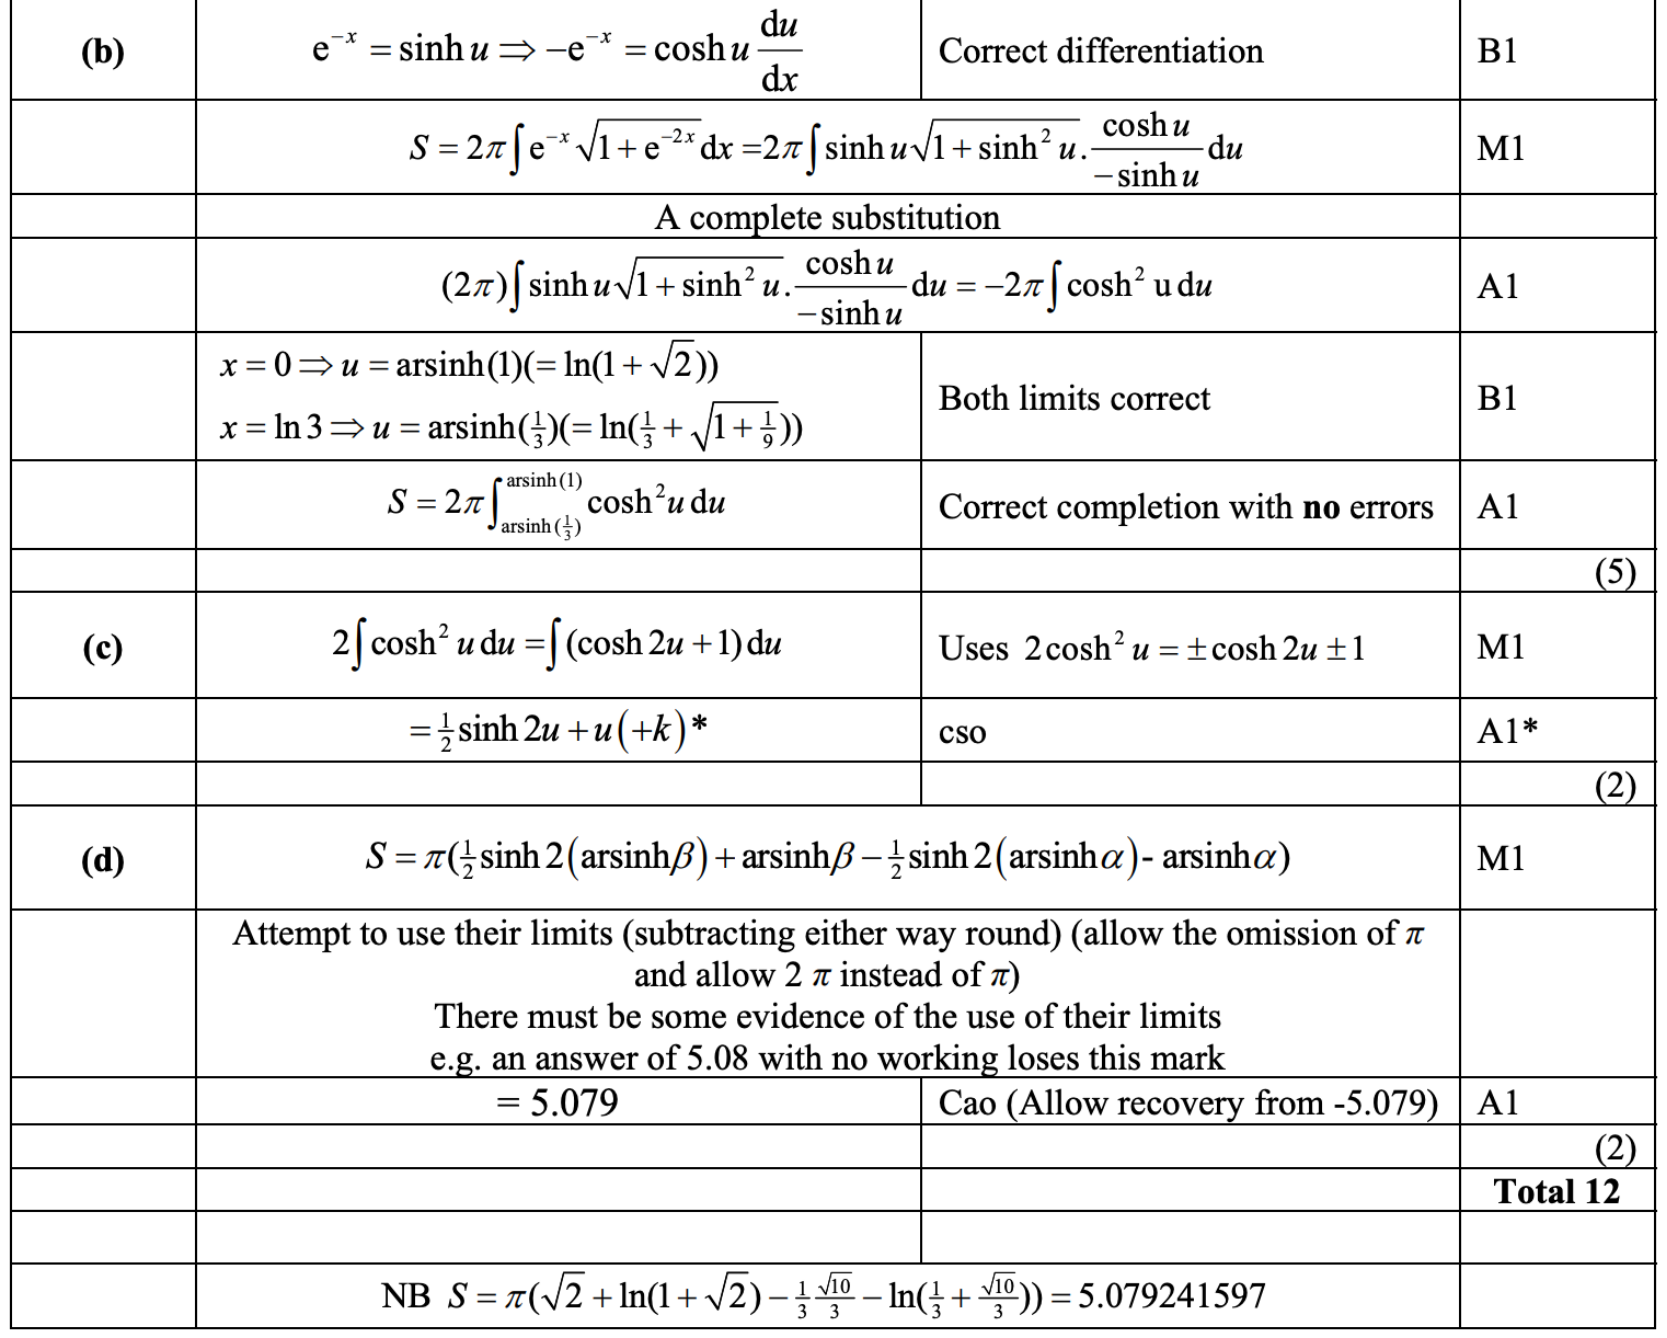 (b) e⁻ˣ = sinh u ⇒ −e⁻ˣ = cosh u du/dx Correct differentiation B1
S = 2π∫e⁻ˣ√(1 + e⁻²ˣ) dx =2π∫sinh u√(1 + sinh² u) . cosh u/−sinh u du M1
A complete substitution
(2π)∫sinh u√(1 + sinh² u) . cosh u/−sinh u du = −2π∫cosh² u du A1
x = 0 ⇒ u = arsinh(1)(= ln(1 + √2))
x = ln 3 ⇒ u = arsinh(⅓)(= ln(⅓ + √(1 + 1/9))) Both limits correct B1
S = 2π∫_{arsinh(⅓)}^{arsinh(1)} cosh²u du Correct completion with no errors A1
(5)
(c) 2∫cosh² u du =∫(cosh 2u + 1) du Uses 2cosh² u = ±cosh 2u ±1 M1
= ½ sinh 2u + u(+k)* cso A1*
(2)
(d) S = π(½ sinh 2(arsinhβ) + arsinhβ − ½ sinh 2(arsinhα)- arsinhα) M1
Attempt to use their limits (subtracting either way round) (allow the omission of π
and allow 2 π instead of π)
There must be some evidence of the use of their limits
e.g. an answer of 5.08 with no working loses this mark
= 5.079 Cao (Allow recovery from -5.079) A1
(2)
Total 12
NB S = π(√2 + ln(1 + √2) − ⅓ √10/3 − ln(⅓ + √10/3)) = 5.079241597